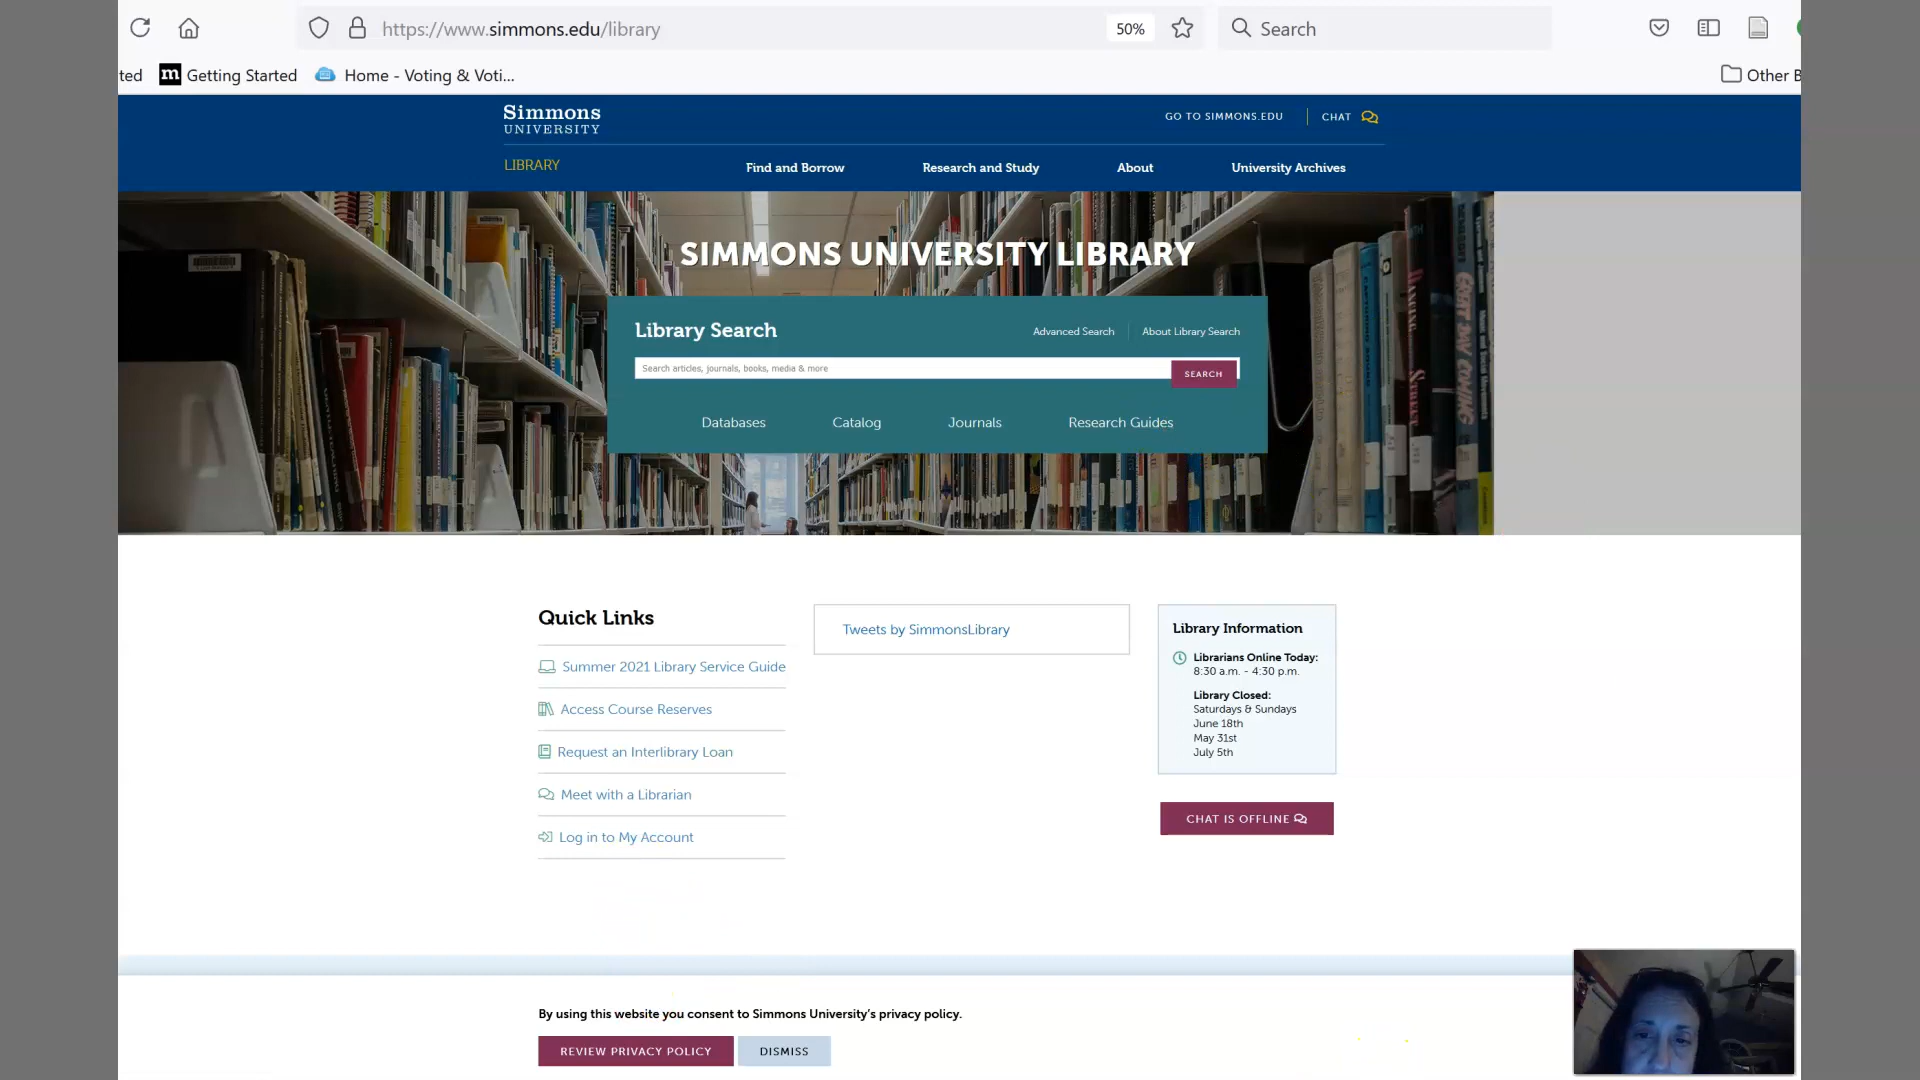 https://www.simmons.edu/library
50%
Search
ted
m Getting Started
Home - Voting & Voti...
Other B
Simmons
UNIVERSITY
GO TO SIMMONS.EDU
CHAT
LIBRARY
Find and Borrow
Research and Study
About
University Archives
SIMMONS UNIVERSITY LIBRARY
Library Search
Advanced Search
About Library Search
Search articles, journals, books, media & more
SEARCH
Databases
Catalog
Journals
Research Guides
Quick Links
Summer 2021 Library Service Guide
Access Course Reserves
Request an Interlibrary Loan
Meet with a Librarian
Log in to My Account
Tweets by SimmonsLibrary
Library Information
Librarians Online Today:
8:30 a.m. - 4:30 p.m.
Library Closed:
Saturdays & Sundays
June 18th
May 31st
July 5th
CHAT IS OFFLINE
By using this website you consent to Simmons University's privacy policy.
REVIEW PRIVACY POLICY
DISMISS